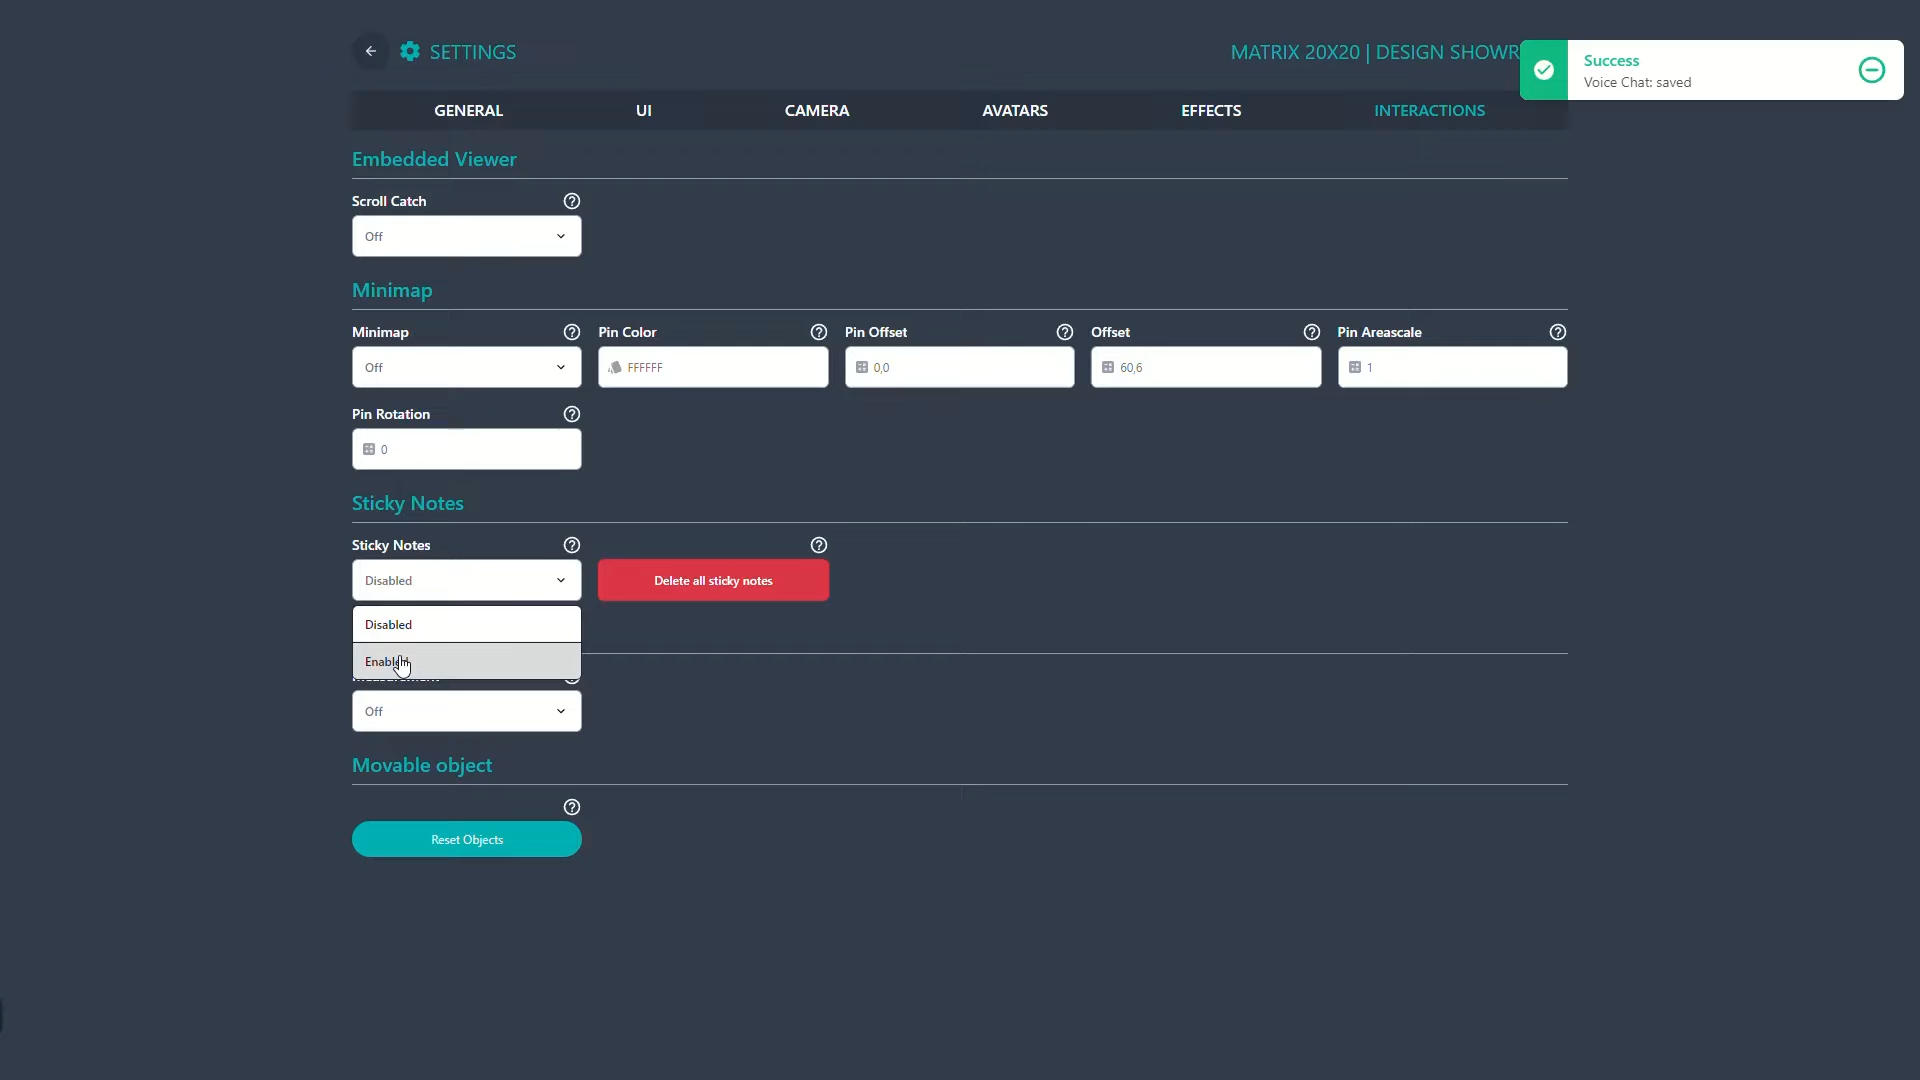 SETTINGS
MATRIX 20X20 | DESIGN SHOWR
Success
Voice Chat: saved
GENERAL UI CAMERA AVATARS EFFECTS INTERACTIONS
Embedded Viewer
Scroll Catch
Off
Minimap
Minimap Pin Color Pin Offset Offset Pin Areascale
Off FFFFFF 0,0 60,6 1
Pin Rotation
0
Sticky Notes
Sticky Notes
Disabled Delete all sticky notes
Disabled
Enabled
Off
Movable object
Reset Objects